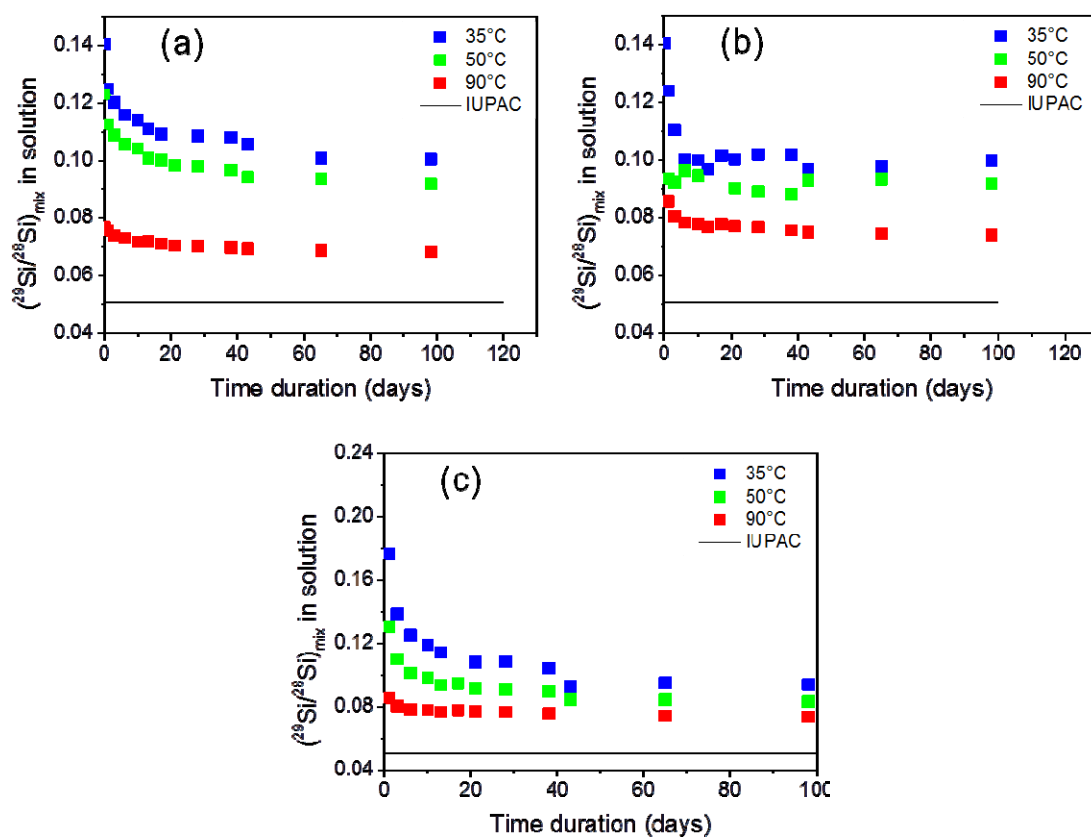 (a)
35°C
50°C
90°C
IUPAC
0.14
0.12
0.10
0.08
0.06
0.04
(²⁹Si/²⁸Si)mix in solution
0 20 40 60 80 100 120
Time duration (days)
(b)
35°C
50°C
90°C
IUPAC
0.14
0.12
0.10
0.08
0.06
0.04
(²⁹Si/²⁸Si)mix in solution
0 20 40 60 80 100 120
Time duration (days)
(c)
35°C
50°C
90°C
IUPAC
0.24
0.20
0.16
0.12
0.08
0.04
(²⁹Si/²⁸Si)mix in solution
0 20 40 60 80 100
Time duration (days)